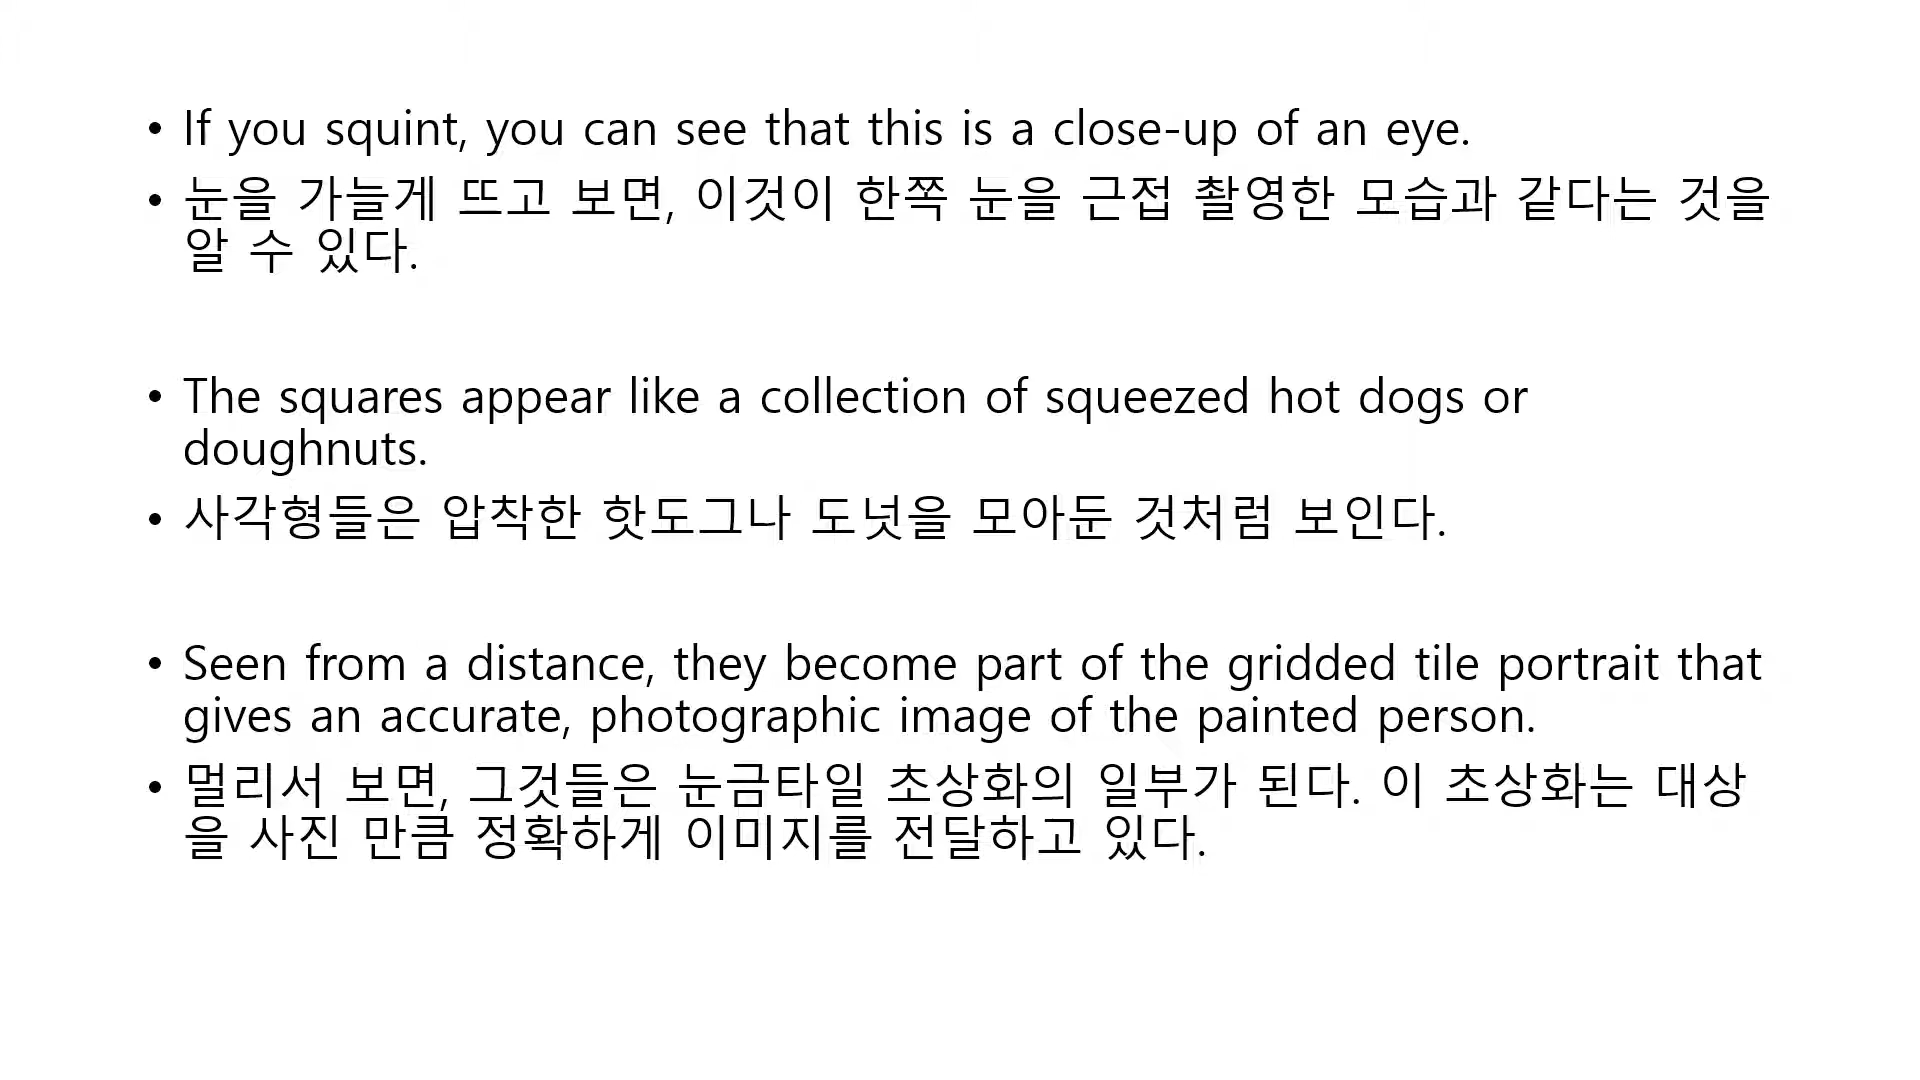 • If you squint, you can see that this is a close-up of an eye.
• 눈을 가늘게 뜨고 보면, 이것이 한쪽 눈을 근접 촬영한 모습과 같다는 것을
알 수 있다.
• The squares appear like a collection of squeezed hot dogs or
doughnuts.
• 사각형들은 압착한 핫도그나 도넛을 모아둔 것처럼 보인다.
• Seen from a distance, they become part of the gridded tile portrait that
gives an accurate, photographic image of the painted person.
• 멀리서 보면, 그것들은 눈금타일 초상화의 일부가 된다. 이 초상화는 대상
을 사진 만큼 정확하게 이미지를 전달하고 있다.